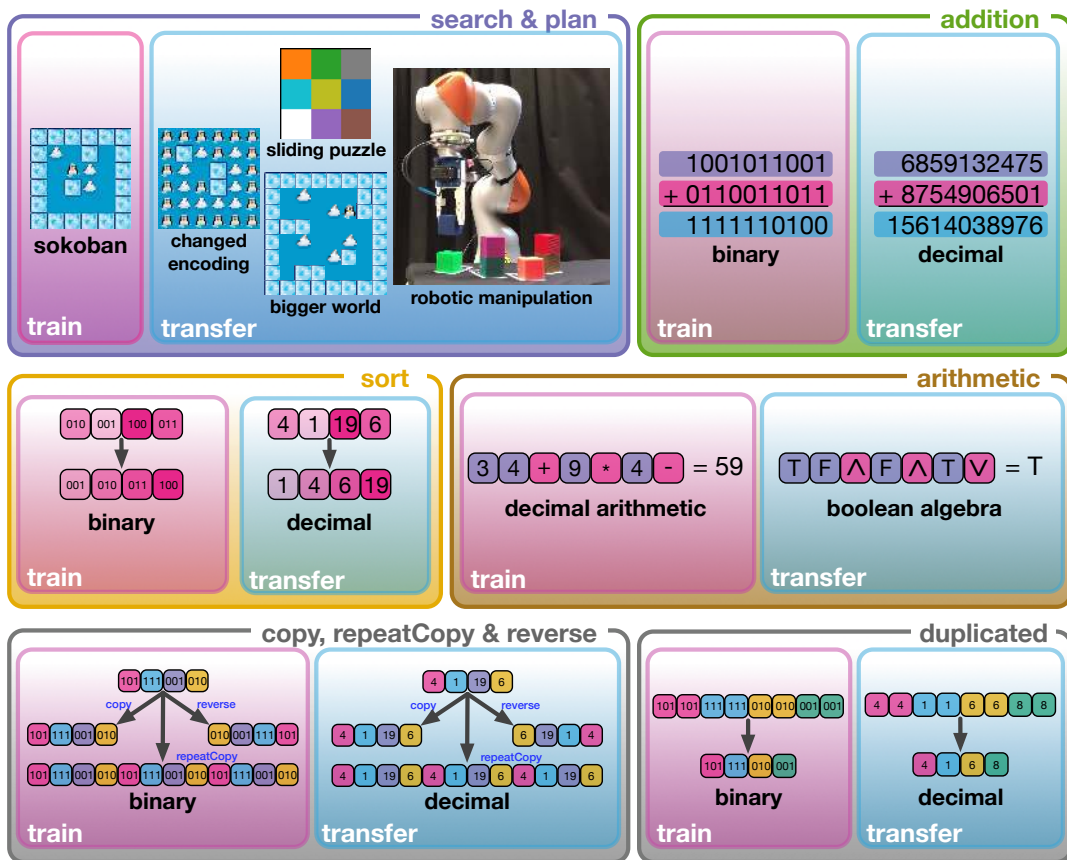 search & plan
sokoban
train
changed
encoding
sliding puzzle
bigger world
robotic manipulation
transfer
addition
1001011001
+ 0110011011
1111110100
binary
train
6859132475
+ 8754906501
15614038976
decimal
transfer
sort
010 001 100 011
001 010 011 100
binary
train
4 1 19 6
1 4 6 19
decimal
transfer
arithmetic
3 4 + 9 * 4 - = 59
decimal arithmetic
train
T F ∧ F ∧ T ∨ = T
boolean algebra
transfer
copy, repeatCopy & reverse
101 111 001 010
copy reverse
101 111 001 010 010 001 111 101
repeatCopy
101 111 001 010 101 111 001 010 101 111 001 010
binary
train
4 1 19 6
copy reverse
4 1 19 6 6 19 1 4
repeatCopy
4 1 19 6 4 1 19 6 4 1 19 6
decimal
transfer
duplicated
101 101 111 111 010 010 001 001
101 111 010 001
binary
train
4 4 1 1 6 6 8 8
4 1 6 8
decimal
transfer